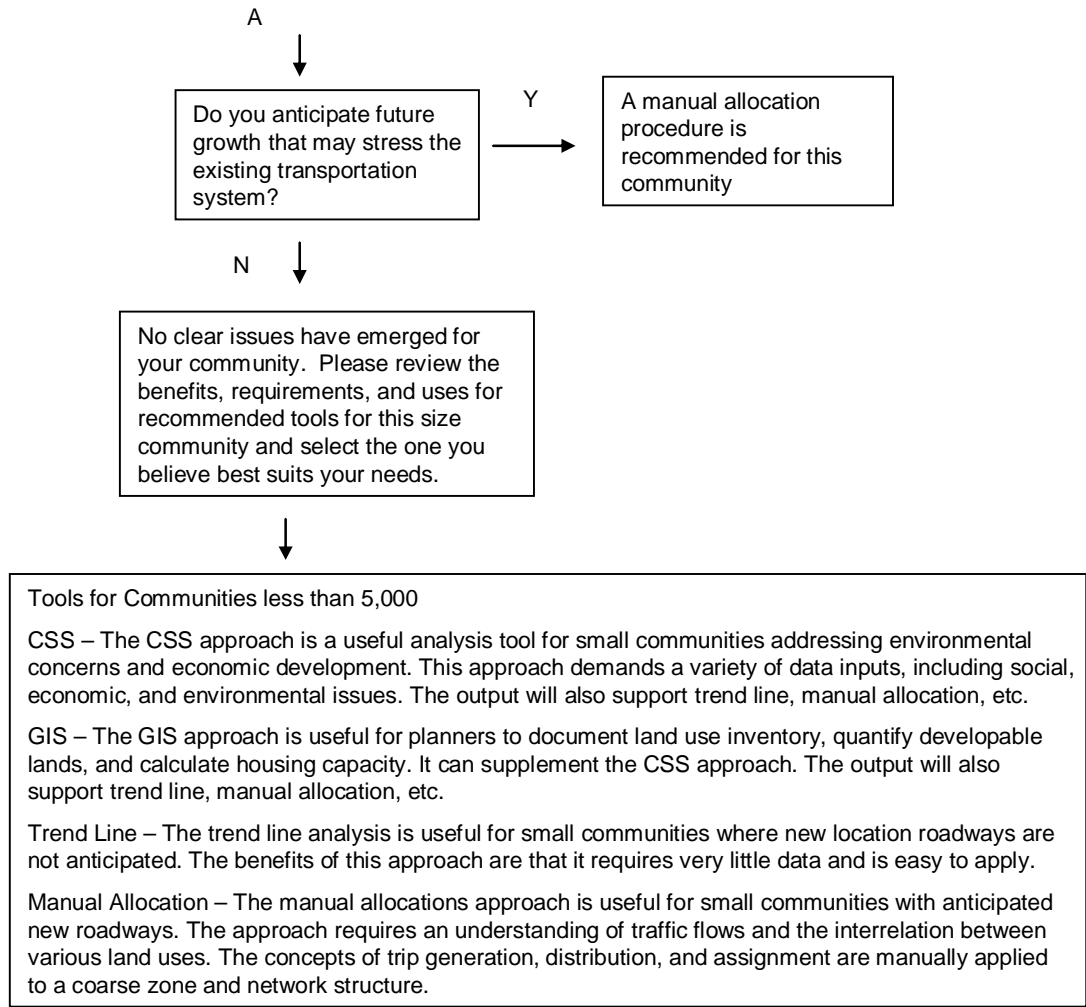 A
Do you anticipate future
growth that may stress the
existing transportation
system?
Y
A manual allocation
procedure is
recommended for this
community
N
No clear issues have emerged for
your community.  Please review the
benefits, requirements, and uses for
recommended tools for this size
community and select the one you
believe best suits your needs.
Tools for Communities less than 5,000
CSS – The CSS approach is a useful analysis tool for small communities addressing environmental
concerns and economic development. This approach demands a variety of data inputs, including social,
economic, and environmental issues. The output will also support trend line, manual allocation, etc.
GIS – The GIS approach is useful for planners to document land use inventory, quantify developable
lands, and calculate housing capacity. It can supplement the CSS approach. The output will also
support trend line, manual allocation, etc.
Trend Line – The trend line analysis is useful for small communities where new location roadways are
not anticipated. The benefits of this approach are that it requires very little data and is easy to apply.
Manual Allocation – The manual allocations approach is useful for small communities with anticipated
new roadways. The approach requires an understanding of traffic flows and the interrelation between
various land uses. The concepts of trip generation, distribution, and assignment are manually applied
to a coarse zone and network structure.